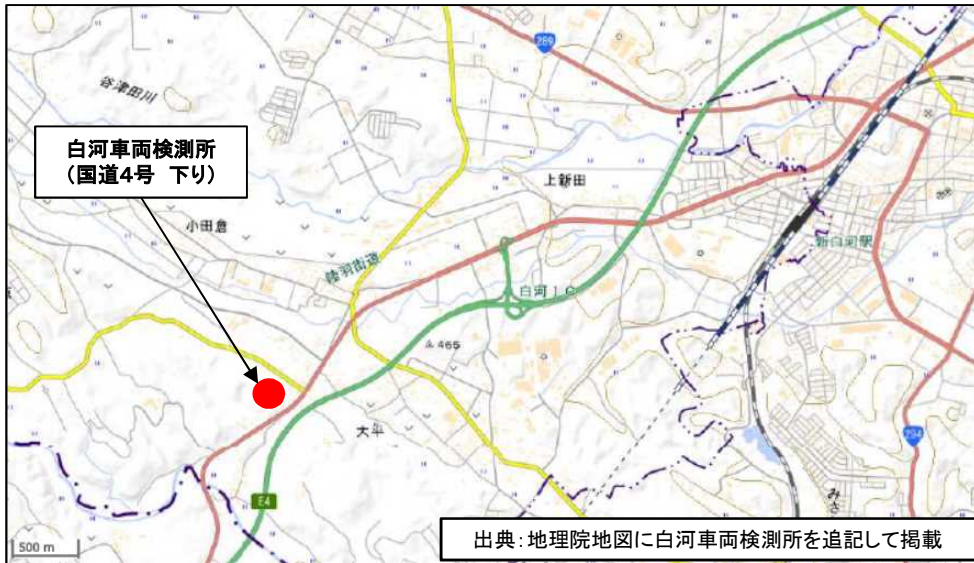 289
谷津田川
白河車両検測所
(国道4号 下り)
上新田
小田倉
陸羽街道
新白河駅
白河IC
465
294
大平
E4
みさ
500 m
出典:地理院地図に白河車両検測所を追記して掲載